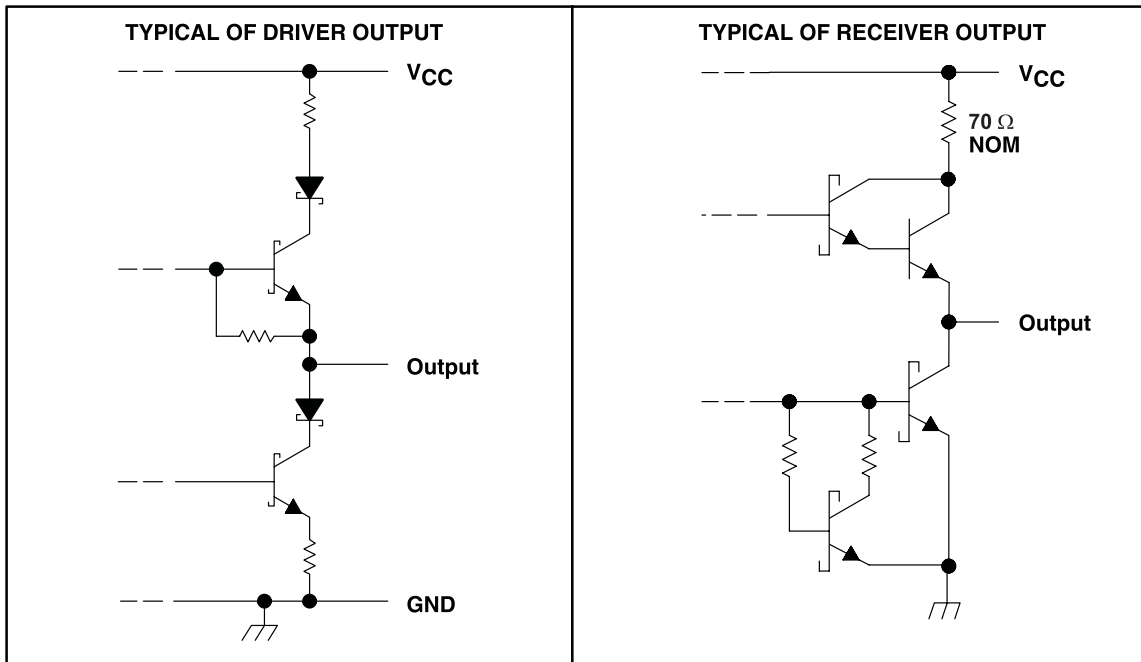 TYPICAL OF DRIVER OUTPUT
VCC
Output
GND
TYPICAL OF RECEIVER OUTPUT
VCC
70 Ω
NOM
Output